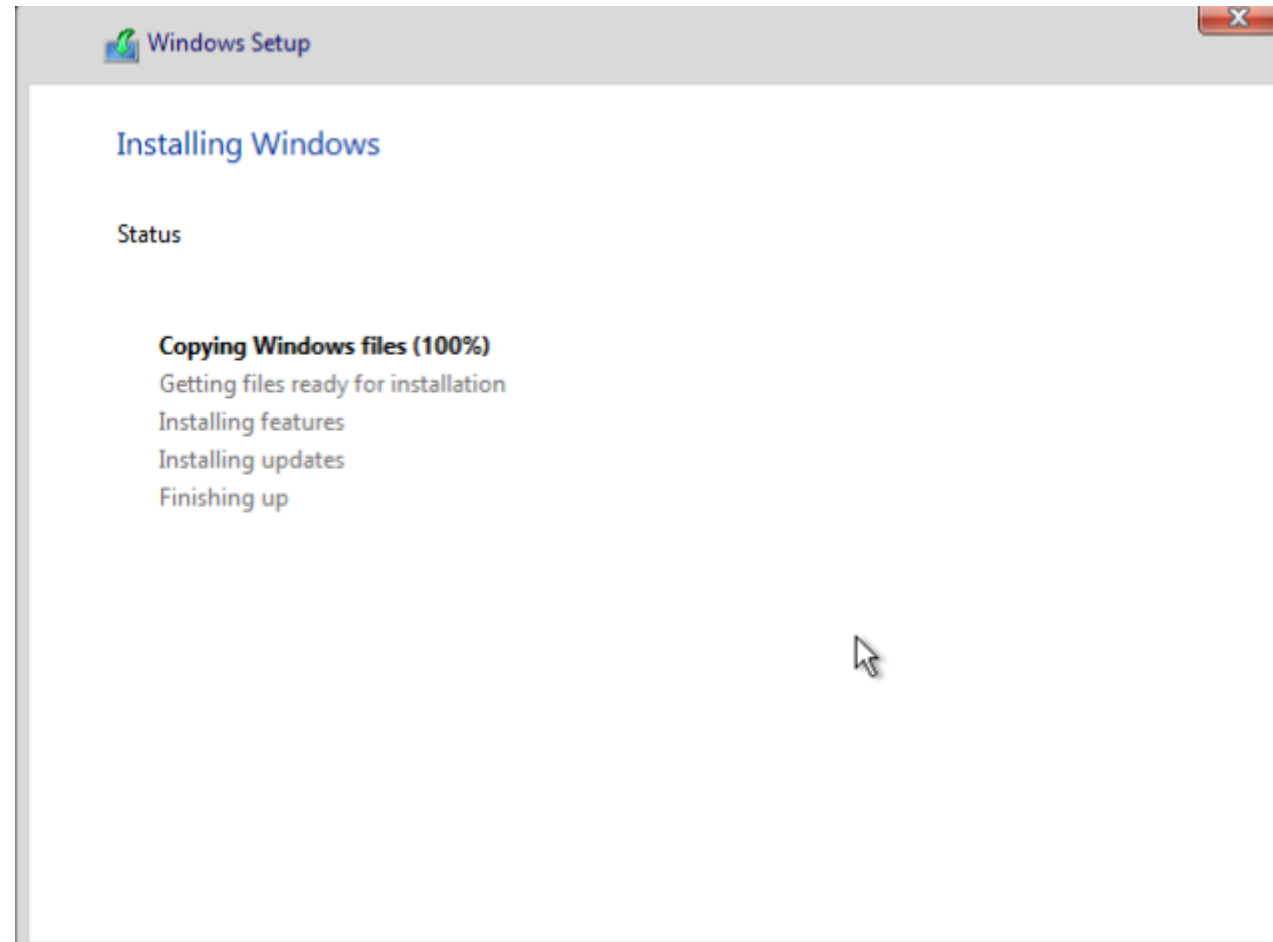 Windows Setup
Installing Windows
Status
Copying Windows files (100%)
Getting files ready for installation
Installing features
Installing updates
Finishing up